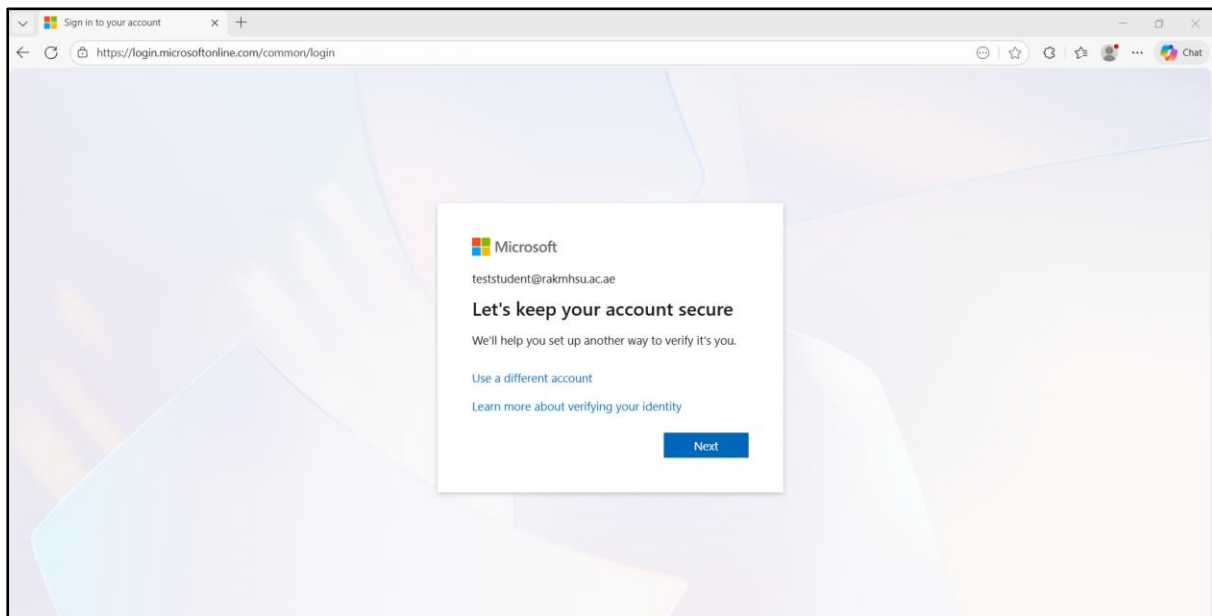 Sign in to your account
https://login.microsoftonline.com/common/login
Chat
Microsoft
teststudent@rakmhsu.ac.ae
Let's keep your account secure
We'll help you set up another way to verify it's you.
Use a different account
Learn more about verifying your identity
Next